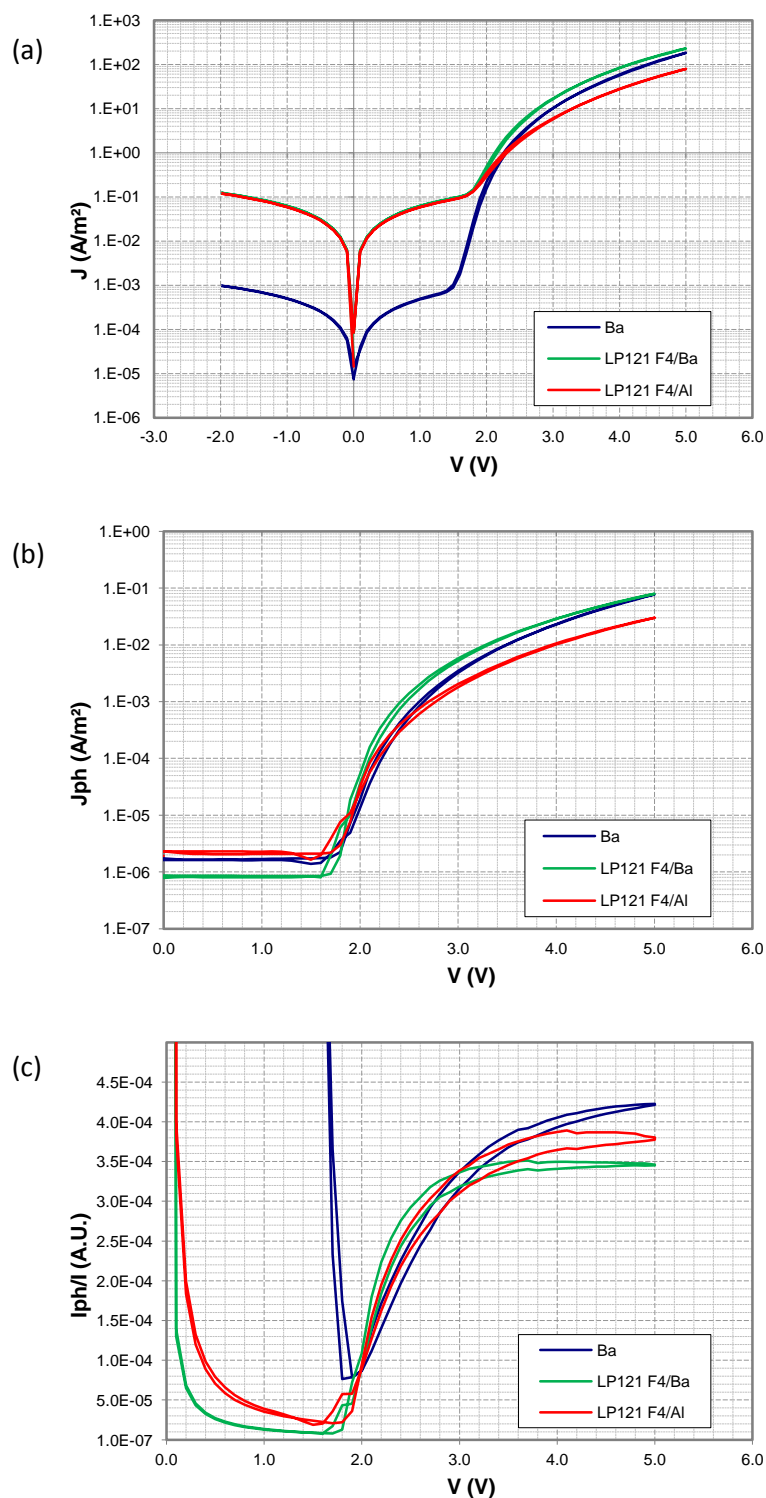 (a)
1.E+03
1.E+02
1.E+01
1.E+00
1.E-01
1.E-02
1.E-03
1.E-04
1.E-05
1.E-06
J (A/m²)
-3.0 -2.0 -1.0 0.0 1.0 2.0 3.0 4.0 5.0 6.0
V (V)
Ba
LP121 F4/Ba
LP121 F4/Al
(b)
1.E+00
1.E-01
1.E-02
1.E-03
1.E-04
1.E-05
1.E-06
1.E-07
Jph (A/m²)
0.0 1.0 2.0 3.0 4.0 5.0 6.0
V (V)
Ba
LP121 F4/Ba
LP121 F4/Al
(c)
4.5E-04
4.0E-04
3.5E-04
3.0E-04
2.5E-04
2.0E-04
1.5E-04
1.0E-04
5.0E-05
1.0E-07
Iph/I (A.U.)
0.0 1.0 2.0 3.0 4.0 5.0 6.0
V (V)
Ba
LP121 F4/Ba
LP121 F4/Al